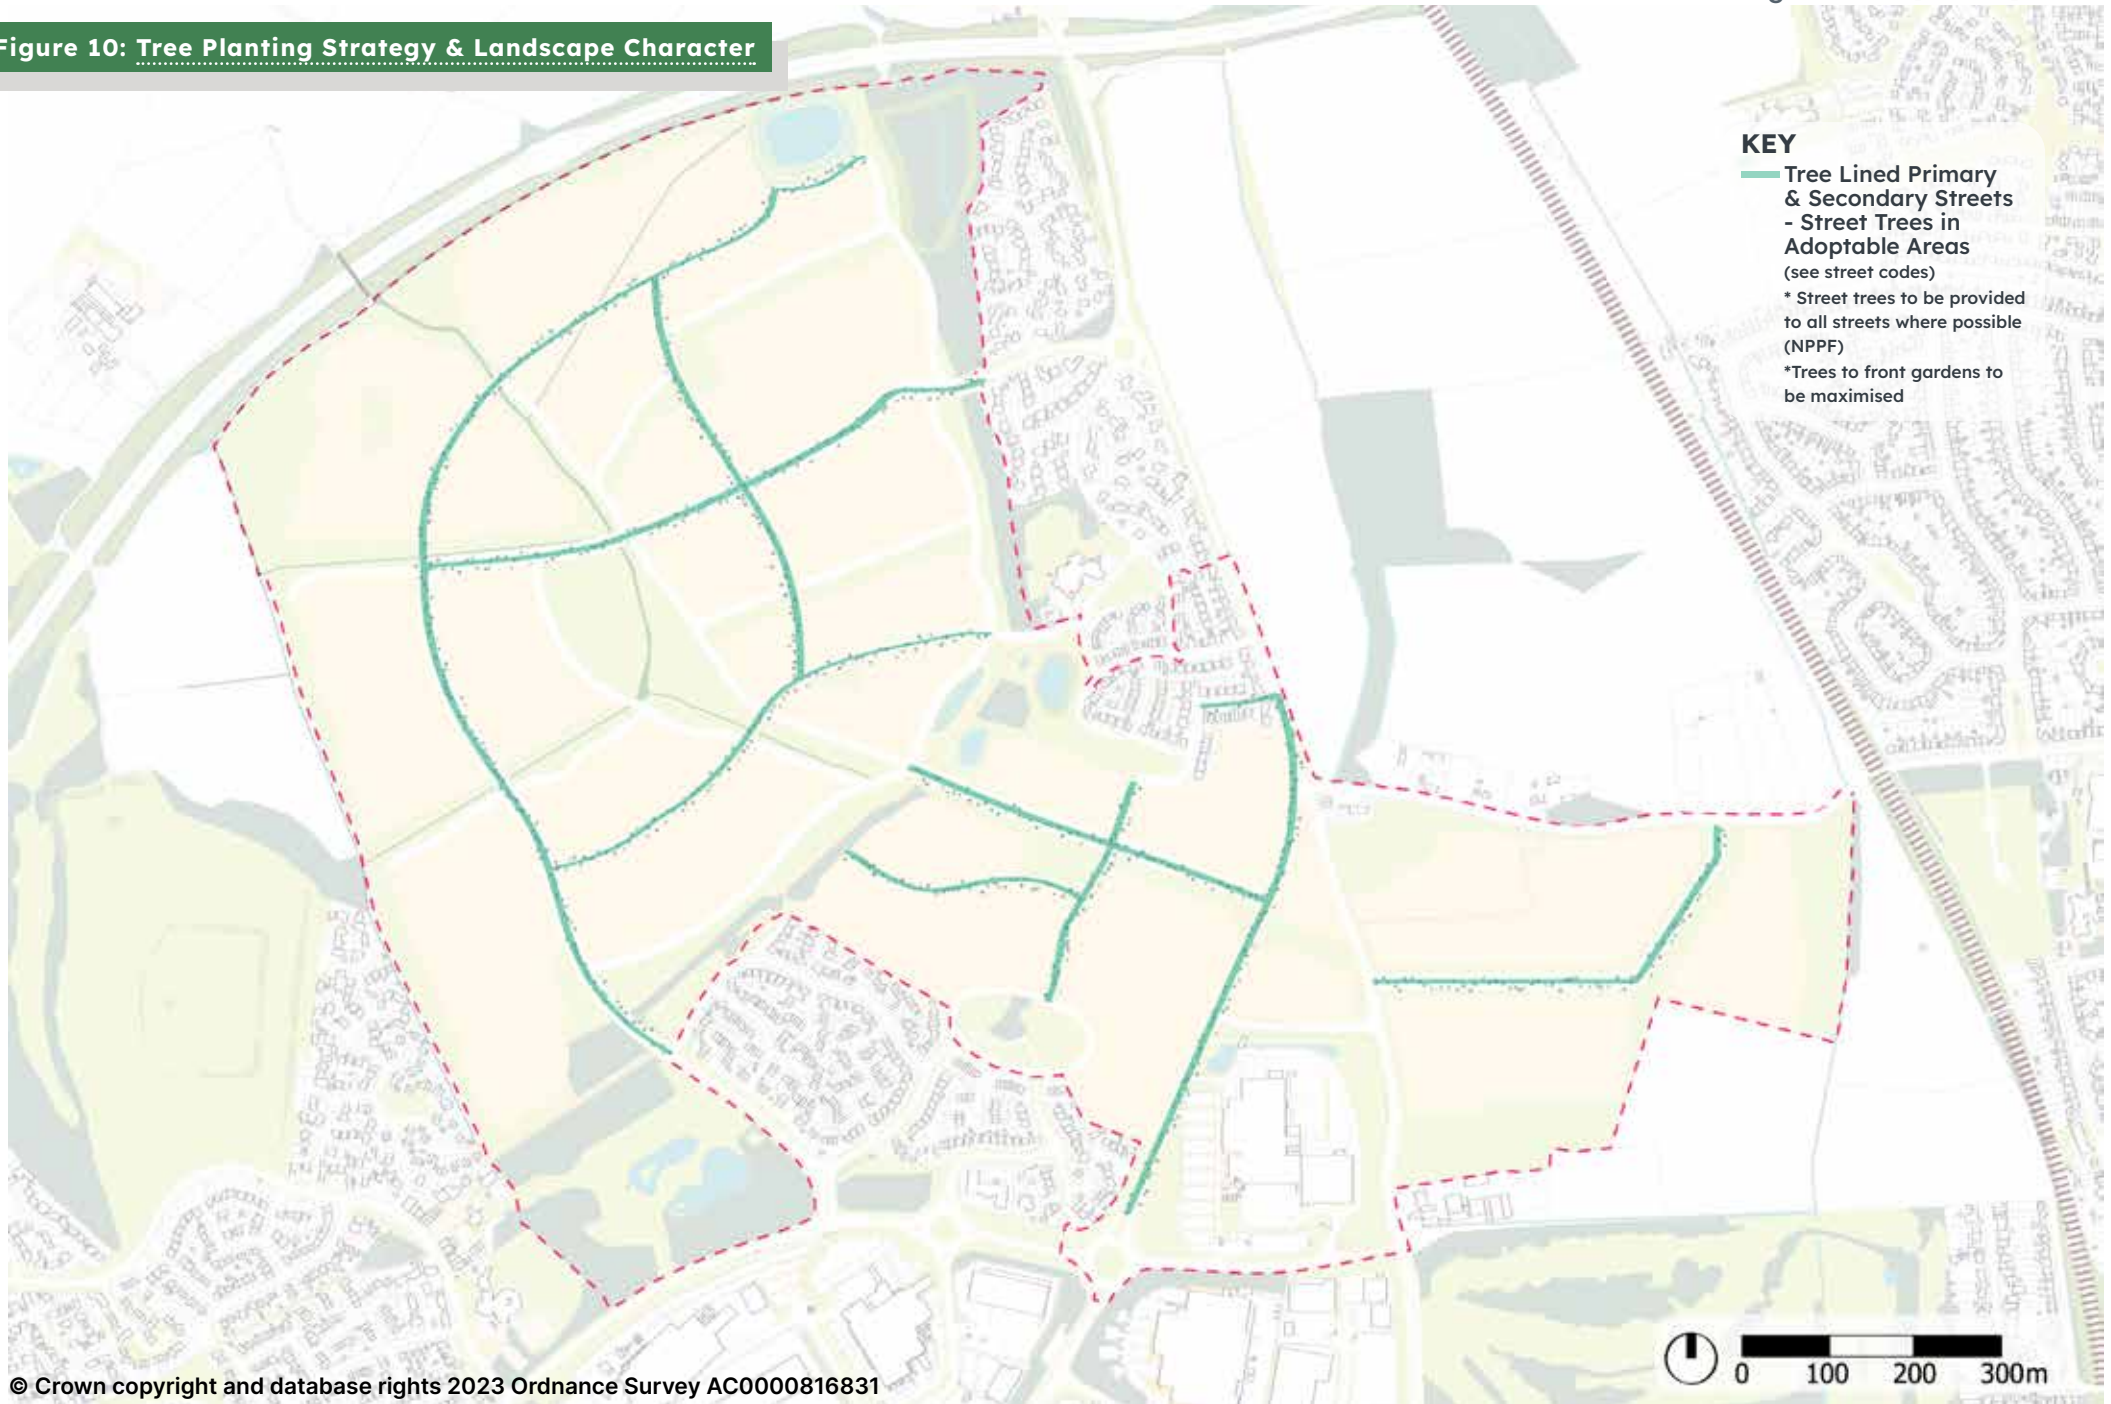 Figure 10: Tree Planting Strategy & Landscape Character
KEY
Tree Lined Primary
& Secondary Streets
- Street Trees in
Adoptable Areas
(see street codes)
* Street trees to be provided
to all streets where possible
(NPPF)
*Trees to front gardens to
be maximised
0 100 200 300m
© Crown copyright and database rights 2023 Ordnance Survey AC0000816831